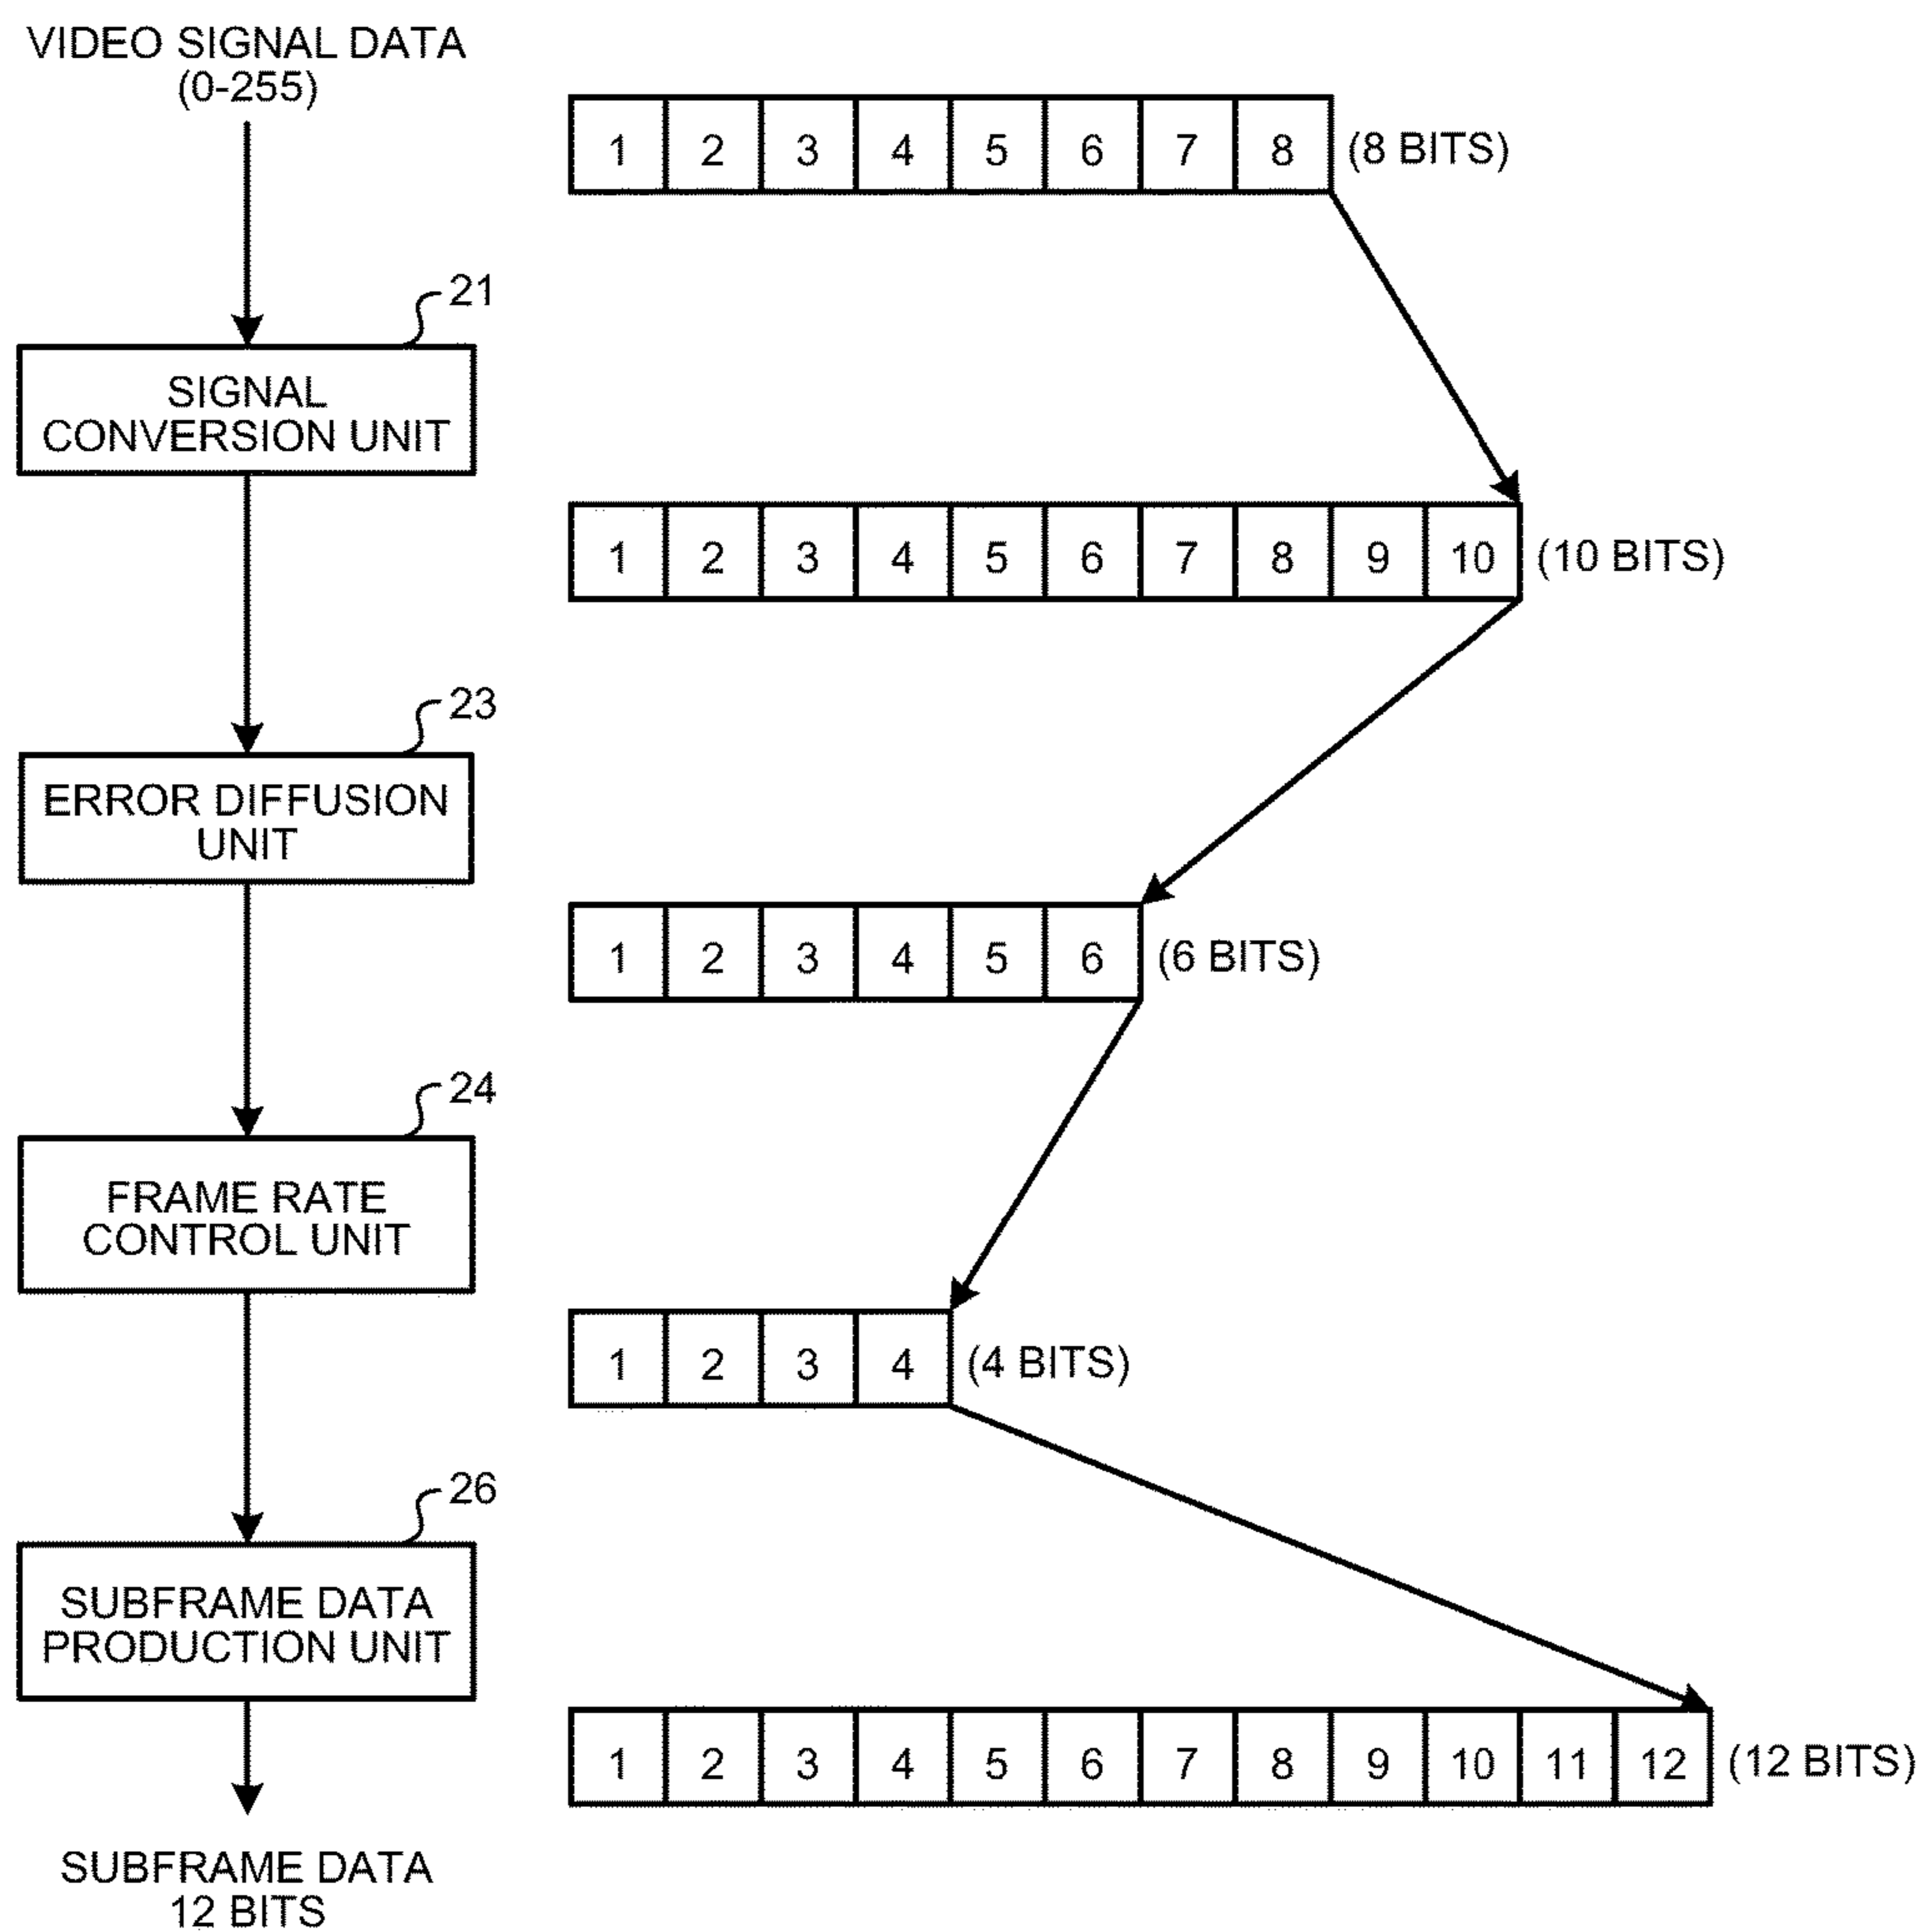 VIDEO SIGNAL DATA
(0-255)
1 2 3 4 5 6 7 8 (8 BITS)
21
SIGNAL
CONVERSION UNIT
1 2 3 4 5 6 7 8 9 10 (10 BITS)
23
ERROR DIFFUSION
UNIT
1 2 3 4 5 6 (6 BITS)
24
FRAME RATE
CONTROL UNIT
1 2 3 4 (4 BITS)
26
SUBFRAME DATA
PRODUCTION UNIT
1 2 3 4 5 6 7 8 9 10 11 12 (12 BITS)
SUBFRAME DATA
12 BITS